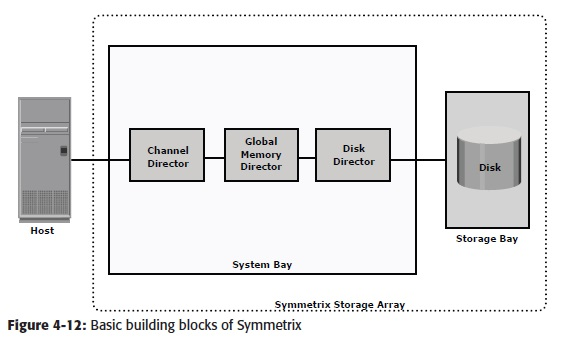 Host
Channel
Director
Global
Memory
Director
Disk
Director
System Bay
Disk
Storage Bay
Symmetrix Storage Array
Figure 4-12: Basic building blocks of Symmetrix